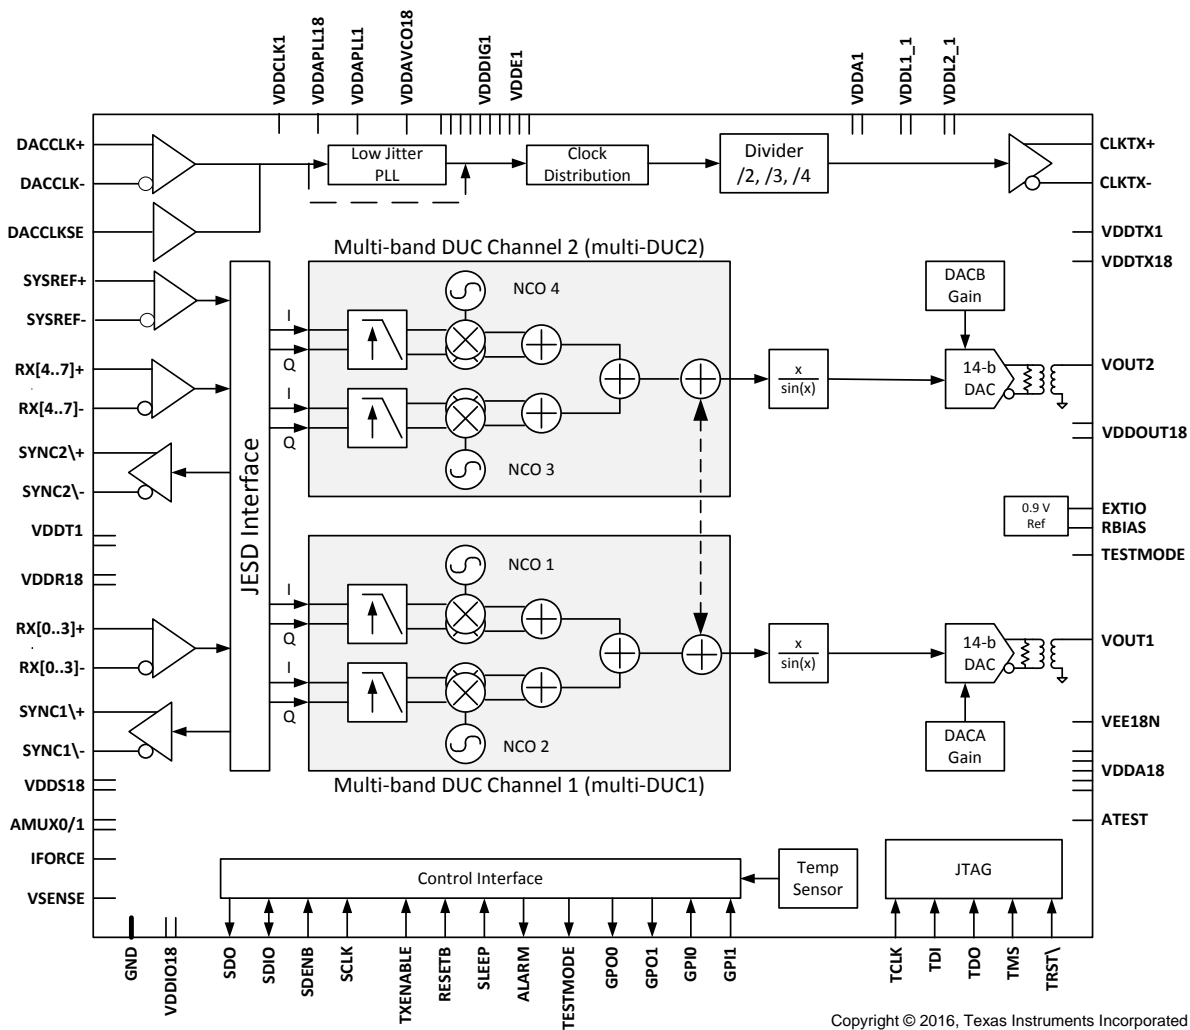 VDDCLK1
VDDAPLL18
VDDAPLL1
VDDAVCO18
VDDDIG1
VDDE1
VDDA1
VDDL1_1
VDDL2_1
DACCLK+
DACCLK-
DACCLKSE
Low Jitter
PLL
Clock
Distribution
Divider
/2, /3, /4
CLKTX+
CLKTX-
VDDTX1
VDDTX18
SYSREF+
SYSREF-
RX[4..7]+
RX[4..7]-
SYNC2\+
SYNC2\-
VDDT1
VDDR18
RX[0..3]+
RX[0..3]-
SYNC1\+
SYNC1\-
VDDS18
AMUX0/1
IFORCE
VSENSE
JESD Interface
Multi-band DUC Channel 2 (multi-DUC2)
NCO 4
I
Q
I
Q
NCO 3
x
sin(x)
DACB
Gain
14-b
DAC
VOUT2
VDDOUT18
0.9 V
Ref
EXTIO
RBIAS
TESTMODE
NCO 1
I
Q
I
Q
NCO 2
Multi-band DUC Channel 1 (multi-DUC1)
x
sin(x)
14-b
DAC
DACA
Gain
VOUT1
VEE18N
VDDA18
ATEST
Control Interface
Temp
Sensor
JTAG
GND
VDDIO18
SDO
SDIO
SDENB
SCLK
TXENABLE
RESETB
SLEEP
ALARM
TESTMODE
GPO0
GPO1
GPI0
GPI1
TCLK
TDI
TDO
TMS
TRST\
Copyright © 2016, Texas Instruments Incorporated